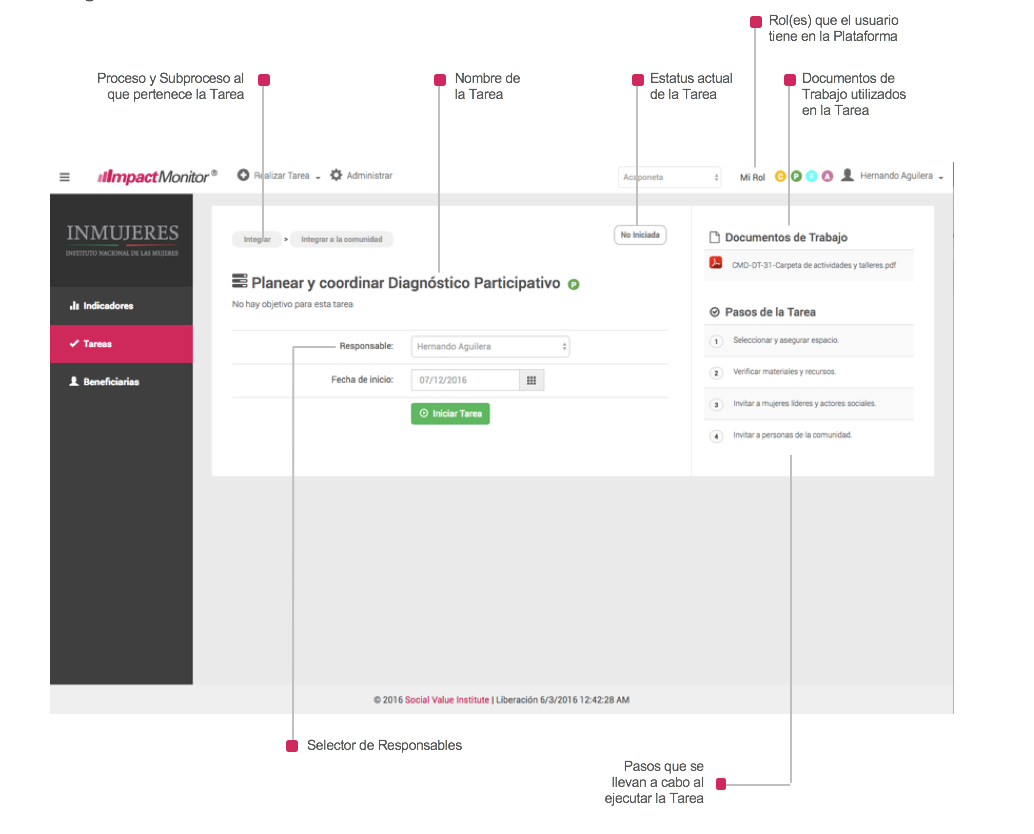 Rol(es) que el usuario
tiene en la Plataforma
Proceso y Subproceso al
que pertenece la Tarea
Nombre de
la Tarea
Estatus actual
de la Tarea
Documentos de
Trabajo utilizados
en la Tarea
ImpactMonitor®
Realizar Tarea
Administrar
Acaponeta
Mi Rol
C P F A
Hernando Aguilera
INMUJERES
INSTITUTO NACIONAL DE LAS MUJERES
Indicadores
Tareas
Beneficiarias
Integrar > Integrar a la comunidad
No Iniciada
Planear y coordinar Diagnóstico Participativo P
No hay objetivo para esta tarea
Responsable: Hernando Aguilera
Fecha de inicio: 07/12/2016
Iniciar Tarea
Documentos de Trabajo
CMD-DT-31-Carpeta de actividades y talleres.pdf
Pasos de la Tarea
1 Seleccionar y asegurar espacio.
2 Verificar materiales y recursos.
3 Invitar a mujeres líderes y actores sociales.
4 Invitar a personas de la comunidad.
© 2016 Social Value Institute | Liberación 6/3/2016 12:42:28 AM
Selector de Responsables
Pasos que se
llevan a cabo al
ejecutar la Tarea